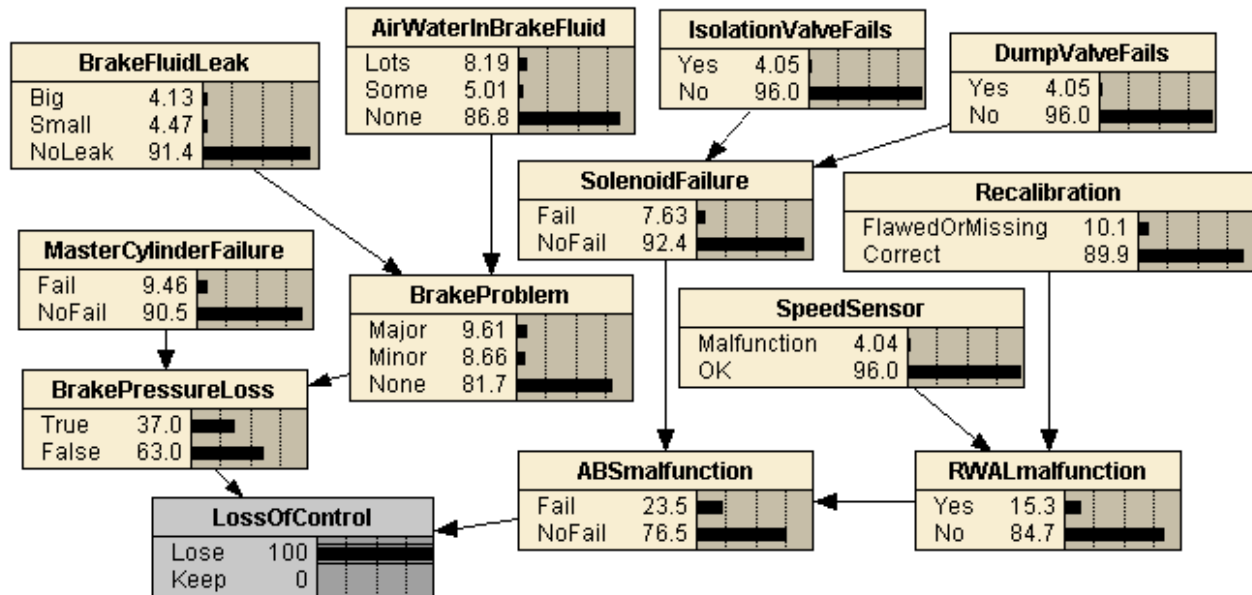 BrakeFluidLeak
Big 4.13
Small 4.47
NoLeak 91.4
AirWaterInBrakeFluid
Lots 8.19
Some 5.01
None 86.8
IsolationValveFails
Yes 4.05
No 96.0
DumpValveFails
Yes 4.05
No 96.0
SolenoidFailure
Fail 7.63
NoFail 92.4
Recalibration
FlawedOrMissing 10.1
Correct 89.9
MasterCylinderFailure
Fail 9.46
NoFail 90.5
BrakeProblem
Major 9.61
Minor 8.66
None 81.7
SpeedSensor
Malfunction 4.04
OK 96.0
BrakePressureLoss
True 37.0
False 63.0
ABSmalfunction
Fail 23.5
NoFail 76.5
RWALmalfunction
Yes 15.3
No 84.7
LossOfControl
Lose 100
Keep 0